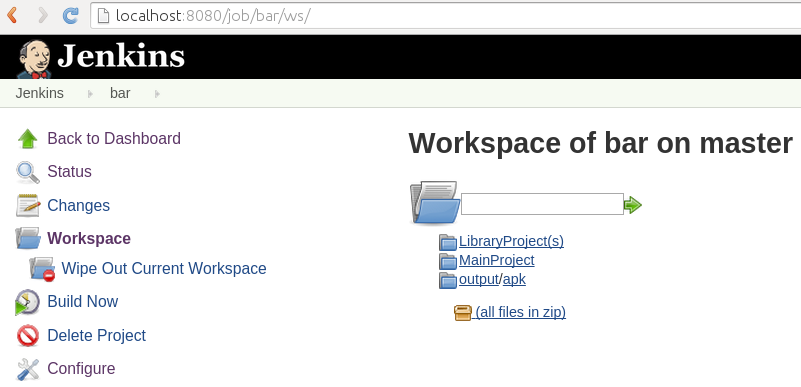 localhost:8080/job/bar/ws/
Jenkins
Jenkins bar
Back to Dashboard
Status
Changes
Workspace
Wipe Out Current Workspace
Build Now
Delete Project
Configure
Workspace of bar on master
LibraryProject(s)
MainProject
output/apk
(all files in zip)